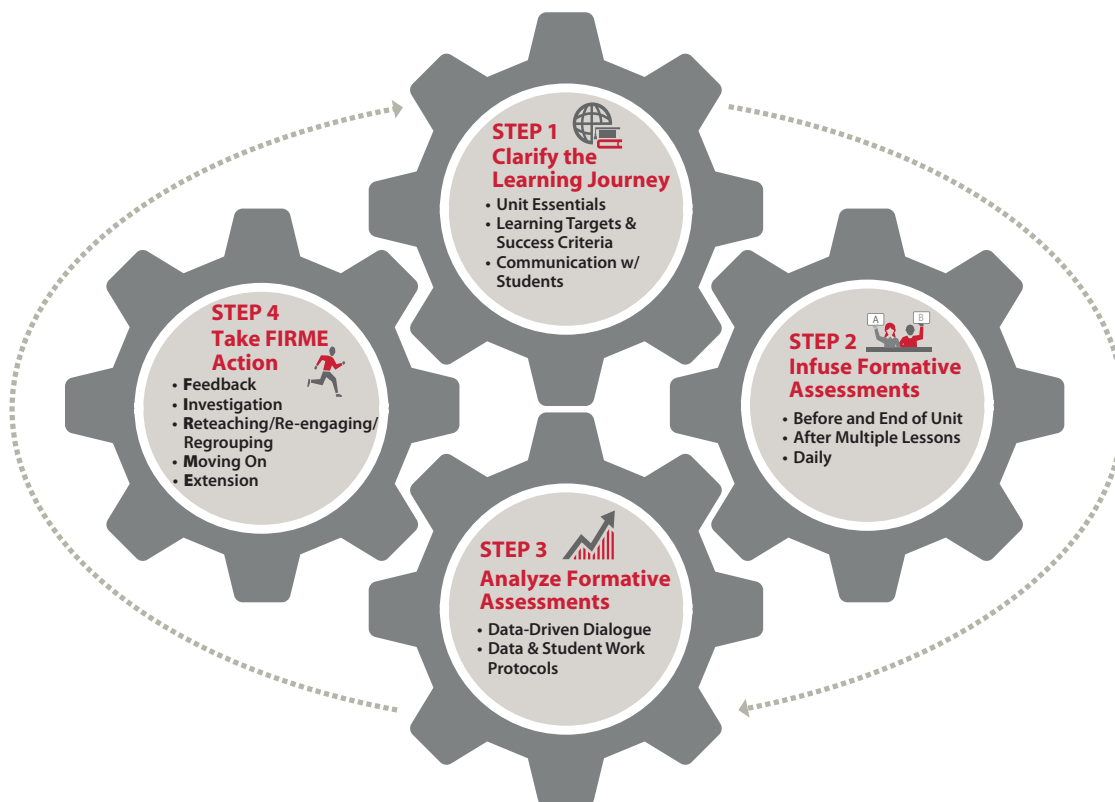 STEP 1
Clarify the
Learning Journey
• Unit Essentials
• Learning Targets &
Success Criteria
• Communication w/
Students
STEP 2
A
B
Infuse Formative
Assessments
• Before and End of Unit
• After Multiple Lessons
• Daily
STEP 3
Analyze Formative
Assessments
• Data-Driven Dialogue
• Data & Student Work
Protocols
STEP 4
Take FIRME
Action
• Feedback
• Investigation
• Reteaching/Re-engaging/
Regrouping
• Moving On
• Extension